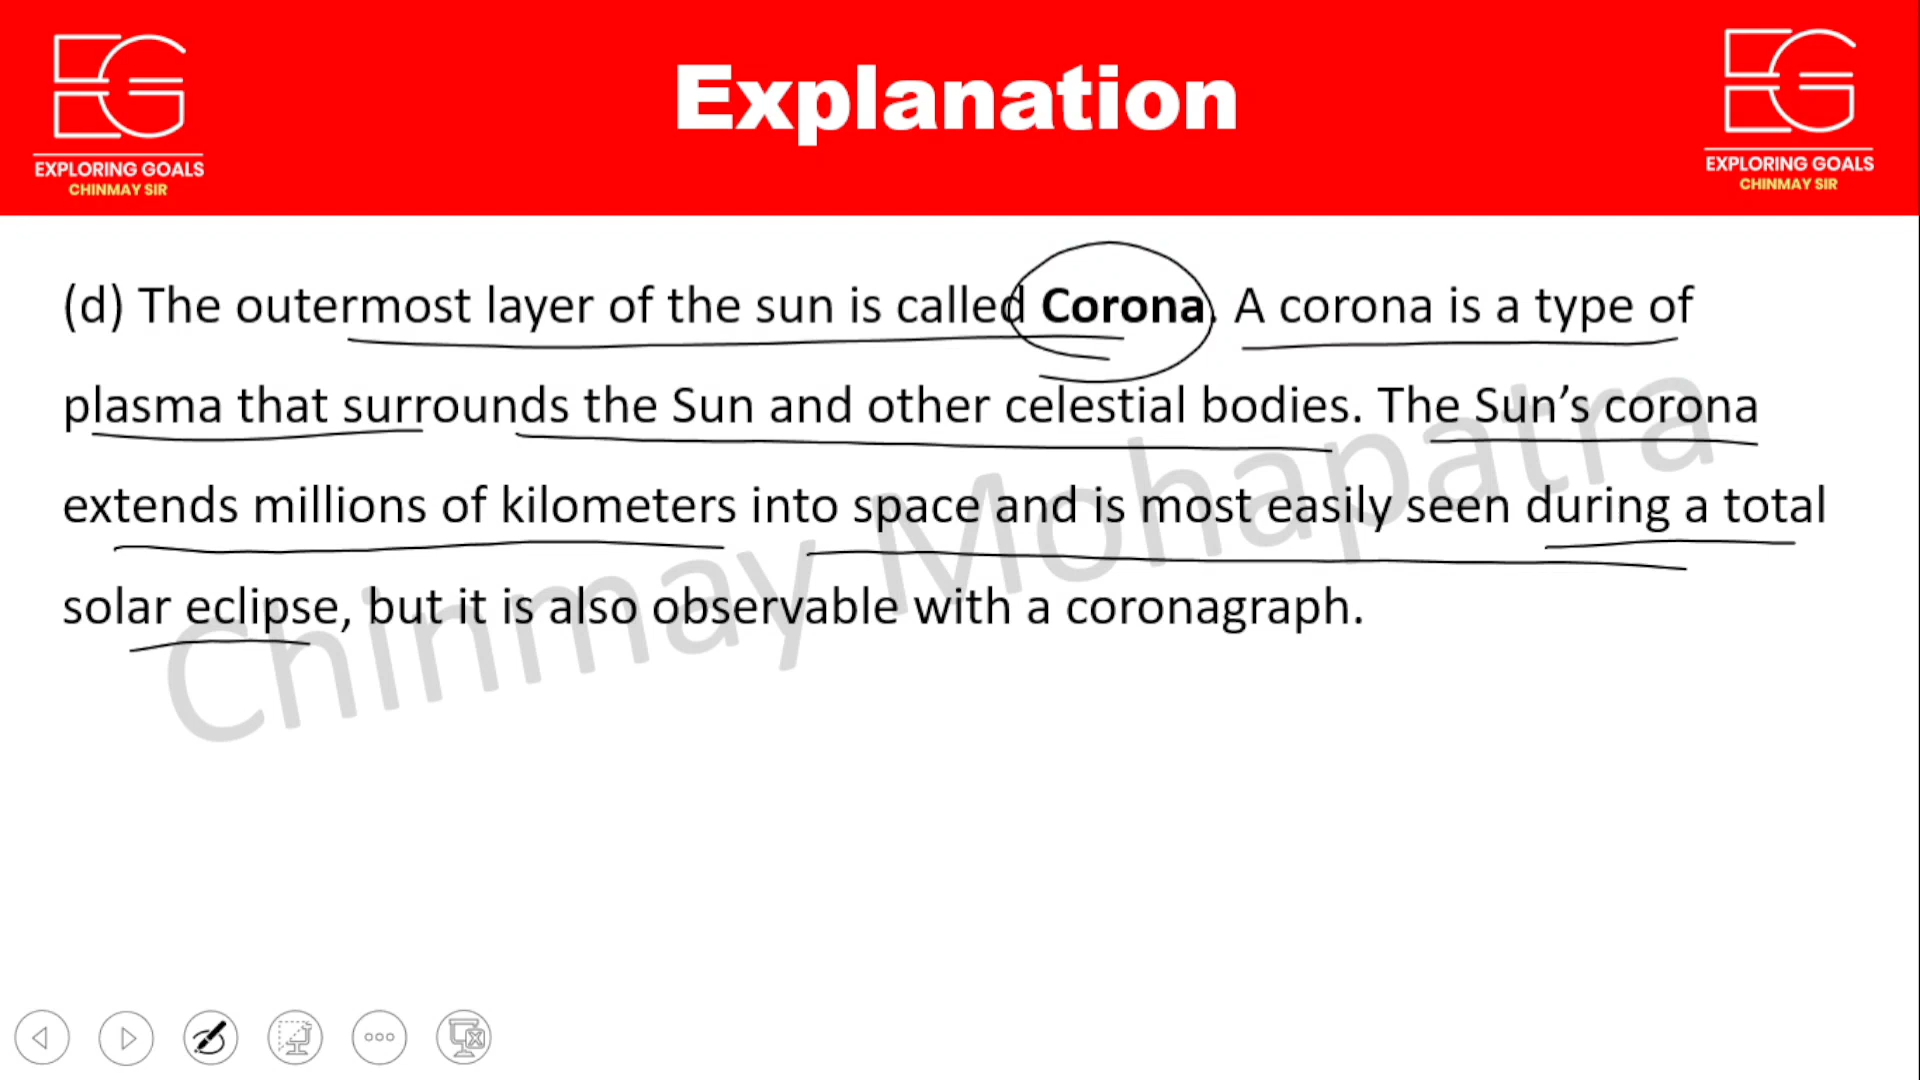 Explanation
EXPLORING GOALS
CHINMAY SIR
EXPLORING GOALS
CHINMAY SIR
(d) The outermost layer of the sun is called Corona. A corona is a type of
plasma that surrounds the Sun and other celestial bodies. The Sun’s corona
extends millions of kilometers into space and is most easily seen during a total
solar eclipse, but it is also observable with a coronagraph.
Chinmay Mohapatra